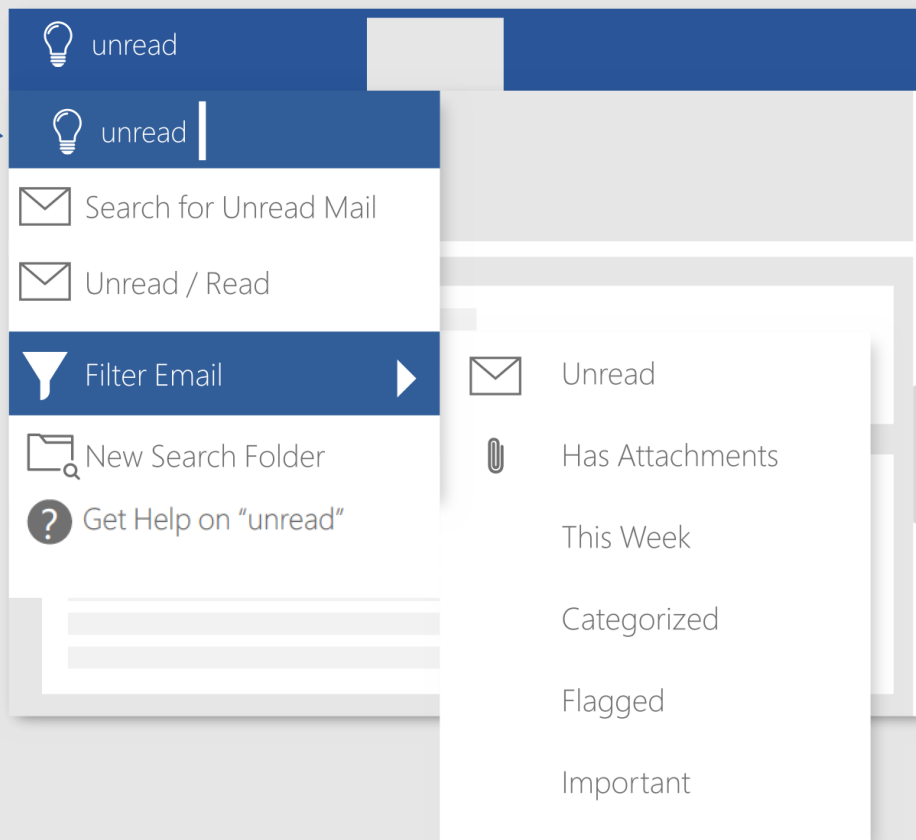 unread
unread
Search for Unread Mail
Unread / Read
Filter Email
New Search Folder
Get Help on “unread”
Unread
Has Attachments
This Week
Categorized
Flagged
Important